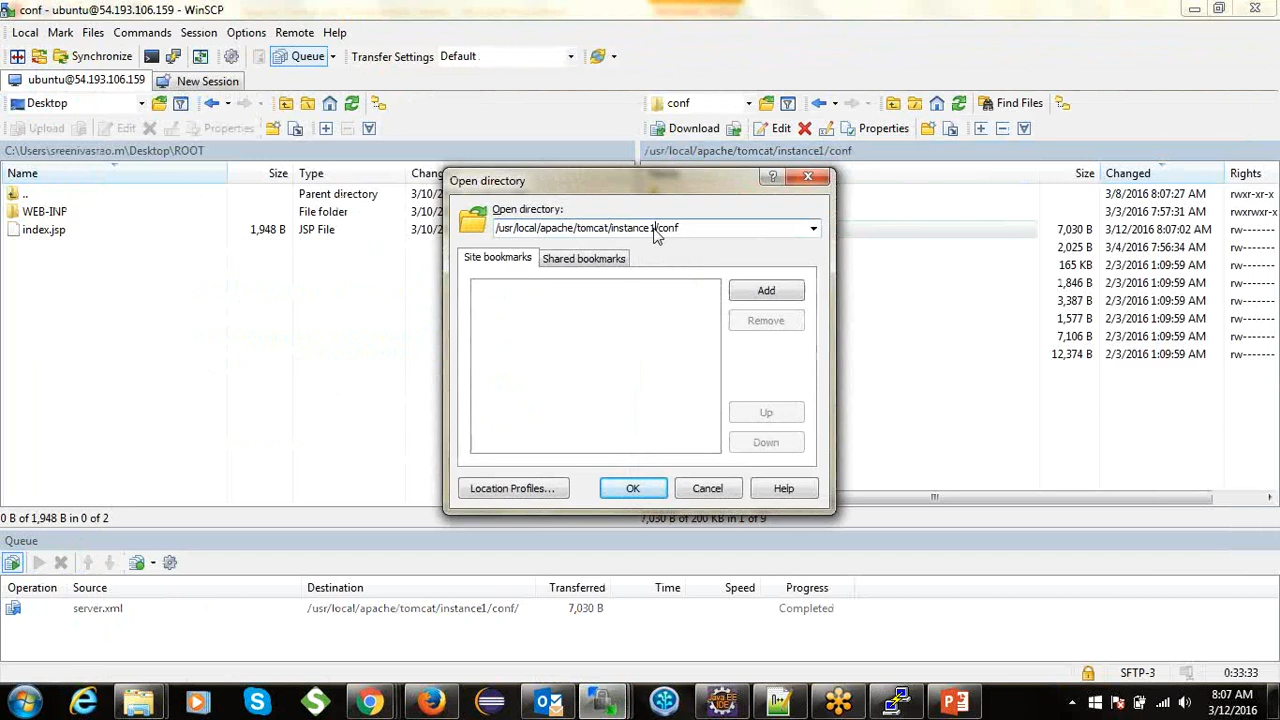 conf - ubuntu@54.193.106.159 - WinSCP
Local Mark Files Commands Session Options Remote Help
Synchronize Queue Transfer Settings Default
ubuntu@54.193.106.159 New Session
Desktop conf Find Files
Upload Edit Properties Download Edit Properties
C:\Users\sreenivasrao.m\Desktop\ROOT /usr/local/apache/tomcat/instance1/conf
Name Size Type Size Changed Rights
.. Parent directory 3/8/2016 8:07:27 AM rwxr-xr-x
WEB-INP File folder 3/3/2016 7:57:31 AM
index.jsp 1,948 B JSP File 7,030 B 3/12/2016 8:07:02 AM rw-
2,025 B 3/4/2016 7:56:34 AM rw-
165 KB 2/3/2016 1:09:59 AM rw-------
1,846 B 2/3/2016 1:09:59 AM rw-------
3,387 B 2/3/2016 1:09:59 AM rw-------
1,577 B 2/3/2016 1:09:59 AM rw-------
7,106 B 2/3/2016 1:09:59 AM rw-------
12,374 B 2/3/2016 1:09:59 AM rw-------
Open directory
Open directory:
/usr/local/apache/tomcat/instance1/conf
Site bookmarks Shared bookmarks
Add
Remove
Up
Down
Location Profiles... OK Cancel Help
0 B of 1,948 B in 0 of 2 7,030 B of 200 KB in 1 of 9
Queue
Operation Source Destination Transferred Time Speed Progress
server.xml /usr/local/apache/tomcat/instance1/conf/ 7,030 B Completed
SFTP-3 0:33:33
Java EE IDE
8:07 AM
3/12/2016